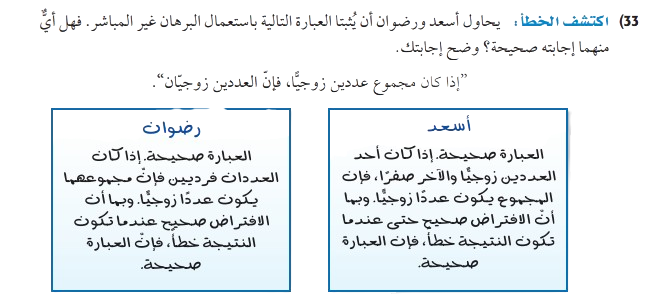 33) اكتشف الخطأ: يحاول أسعد ورضوان أن يُثبتا العبارة التالية باستعمال البرهان غير المباشر. فهل أيٌّ
منهما إجابته صحيحة؟ وضح إجابتك.
”إذا كان مجموع عددين زوجيًّا، فإنّ العددين زوجيّان“.
أسعد
العبارة صحيحة. إذا كان أحد
العددين زوجيًّا والآخر صفرًا، فإن
المجموع يكون عددًا زوجيًّا. وبما
أنّ الافتراض صحيح حتى عندما
تكون النتيجة خطأً، فإن العبارة
صحيحة.
رضوان
العبارة صحيحة. إذا كان
العددان فرديين فإنّ مجموعهما
يكون عددًا زوجيًّا. وبما أن
الافتراض صحيح عندما تكون
النتيجة خطأً، فإنّ العبارة
صحيحة.